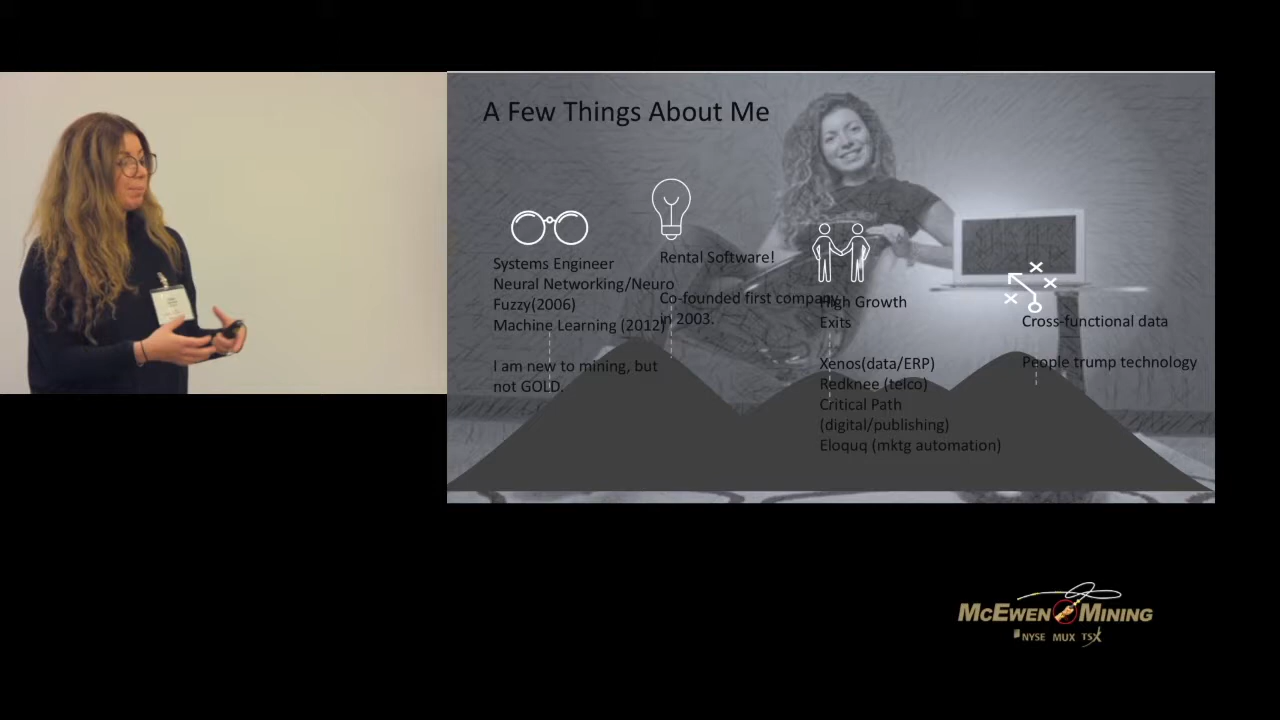 A Few Things About Me
Systems Engineer
Neural Networking/Neuro
Fuzzy(2006)
Machine Learning (2012)
I am new to mining, but
not GOLD.
Rental Software!
Co-founded first company
in 2003.
High Growth
Exits
Xenos(data/ERP)
Redknee (telco)
Critical Path
(digital/publishing)
Eloquq (mktg automation)
Cross-functional data
People trump technology
MCEWEN MINING
NYSE MUX TSX